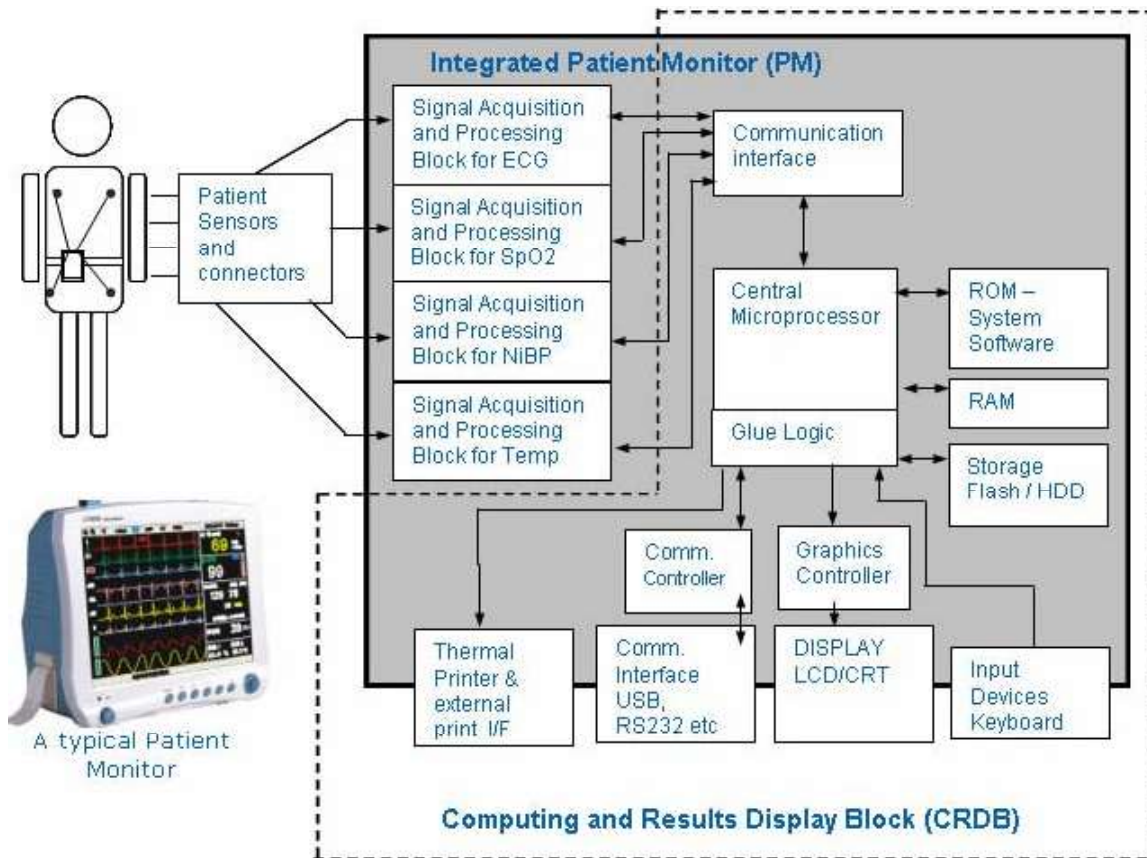 Integrated Patient Monitor (PM)
Signal Acquisition
and Processing
Block for ECG
Communication
interface
Patient
Sensors
and
connectors
Signal Acquisition
and Processing
Block for SpO2
Central
Microprocessor
ROM –
System
Software
Signal Acquisition
and Processing
Block for NiBP
RAM
Signal Acquisition
and Processing
Block for Temp
Glue Logic
Storage
Flash / HDD
Comm.
Controller
Graphics
Controller
Thermal
Printer &
external
print I/F
Comm.
Interface
USB,
RS232 etc
DISPLAY
LCD/CRT
Input
Devices
Keyboard
69
99
A typical Patient
Monitor
Computing and Results Display Block (CRDB)